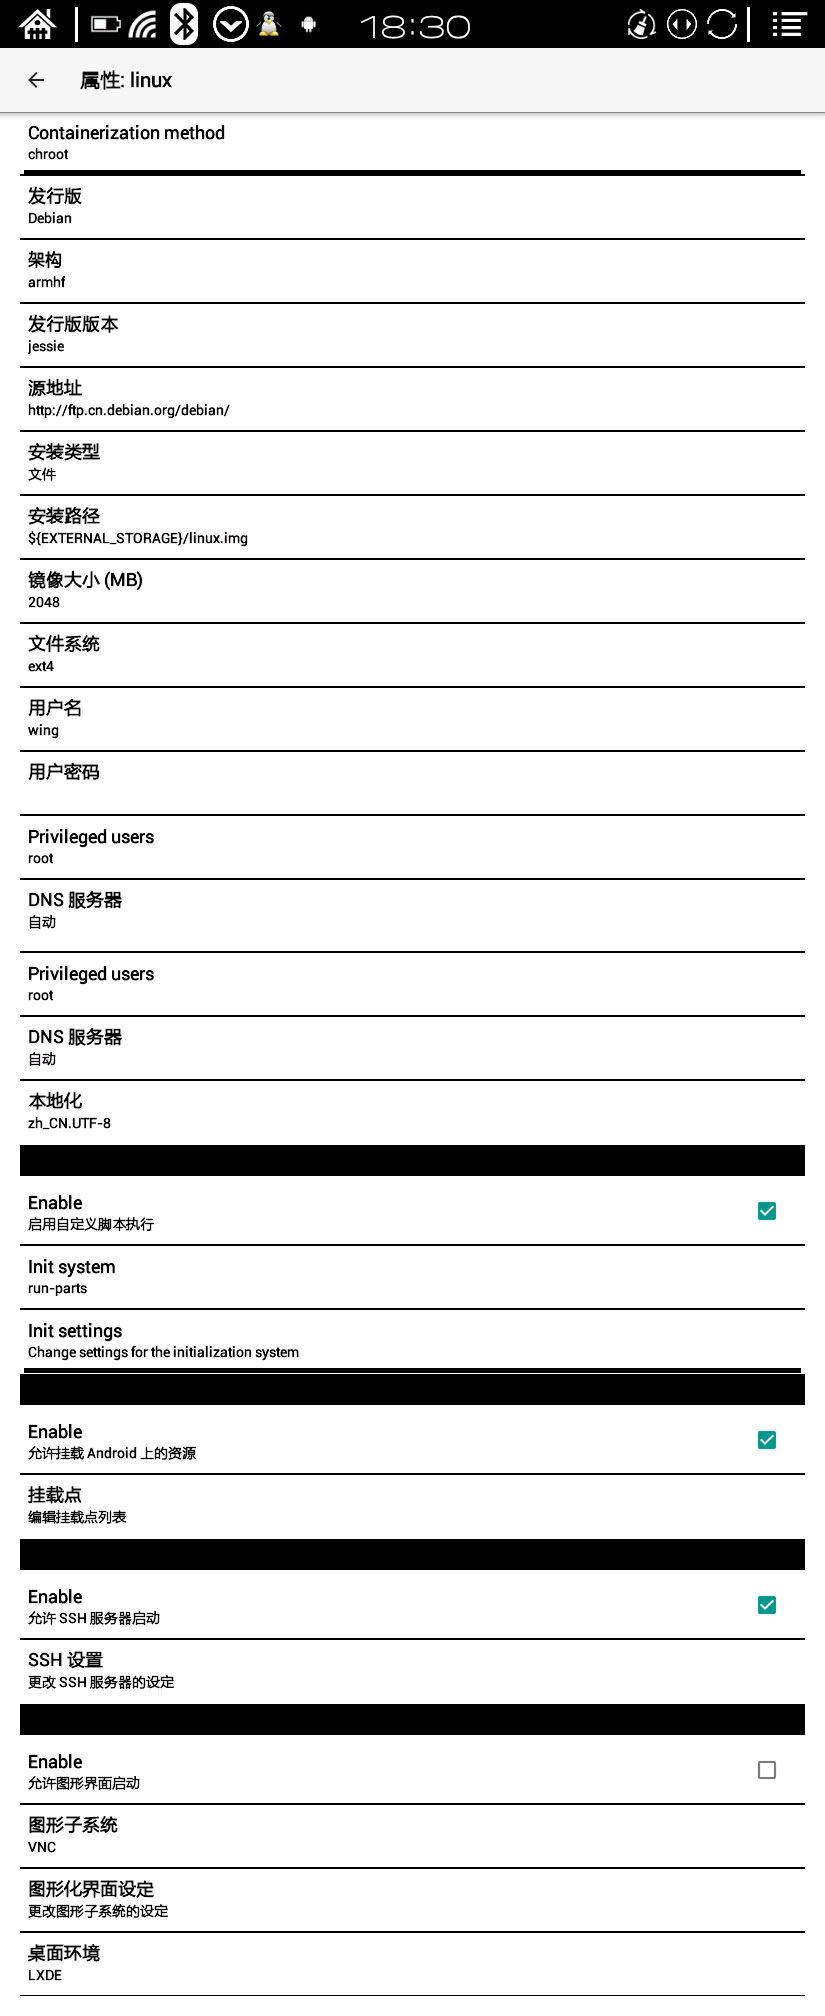 18:30
属性: linux
Containerization method
chroot
发行版
Debian
架构
armhf
发行版版本
jessie
源地址
http://ftp.cn.debian.org/debian/
安装类型
文件
安装路径
${EXTERNAL_STORAGE}/linux.img
镜像大小 (MB)
2048
文件系统
ext4
用户名
wing
用户密码
Privileged users
root
DNS 服务器
自动
Privileged users
root
DNS 服务器
自动
本地化
zh_CN.UTF-8
Enable
启用自定义脚本执行
Init system
run-parts
Init settings
Change settings for the initialization system
Enable
允许挂载 Android 上的资源
挂载点
编辑挂载点列表
Enable
允许 SSH 服务器启动
SSH 设置
更改 SSH 服务器的设定
Enable
允许图形界面启动
图形子系统
VNC
图形化界面设定
更改图形子系统的设定
桌面环境
LXDE